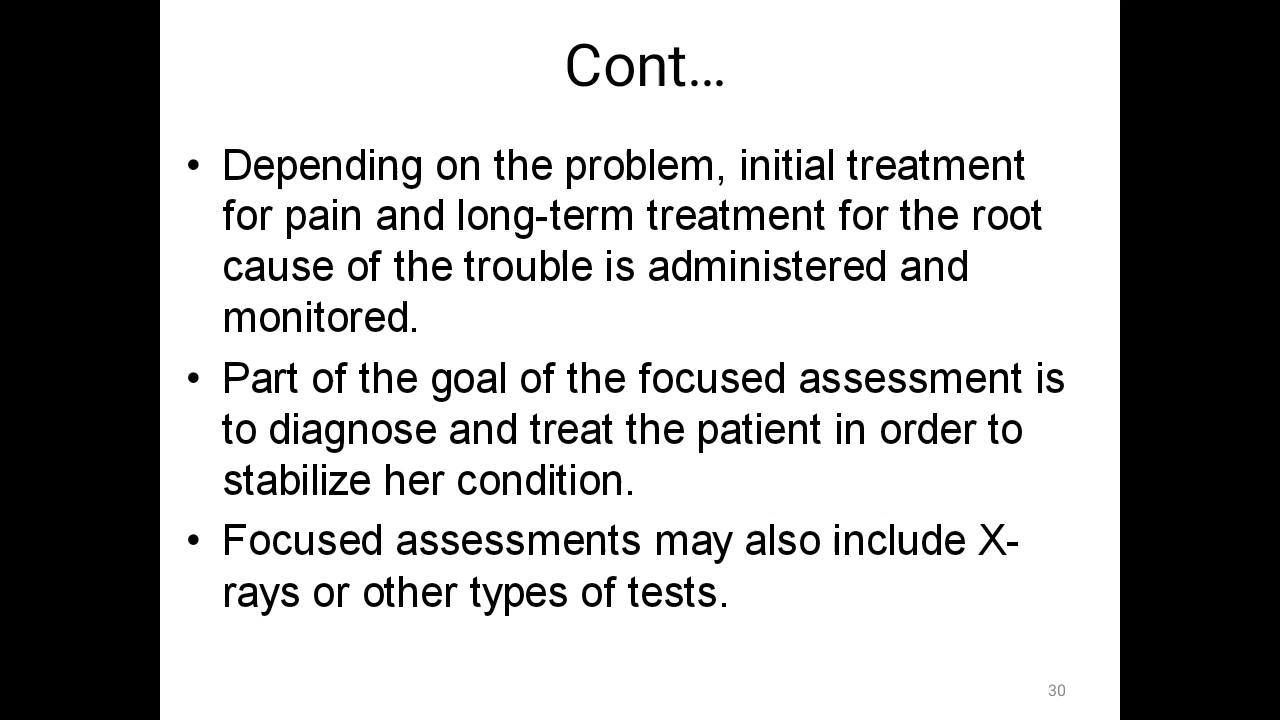 Cont…
• Depending on the problem, initial treatment
for pain and long-term treatment for the root
cause of the trouble is administered and
monitored.
• Part of the goal of the focused assessment is
to diagnose and treat the patient in order to
stabilize her condition.
• Focused assessments may also include X-
rays or other types of tests.
30